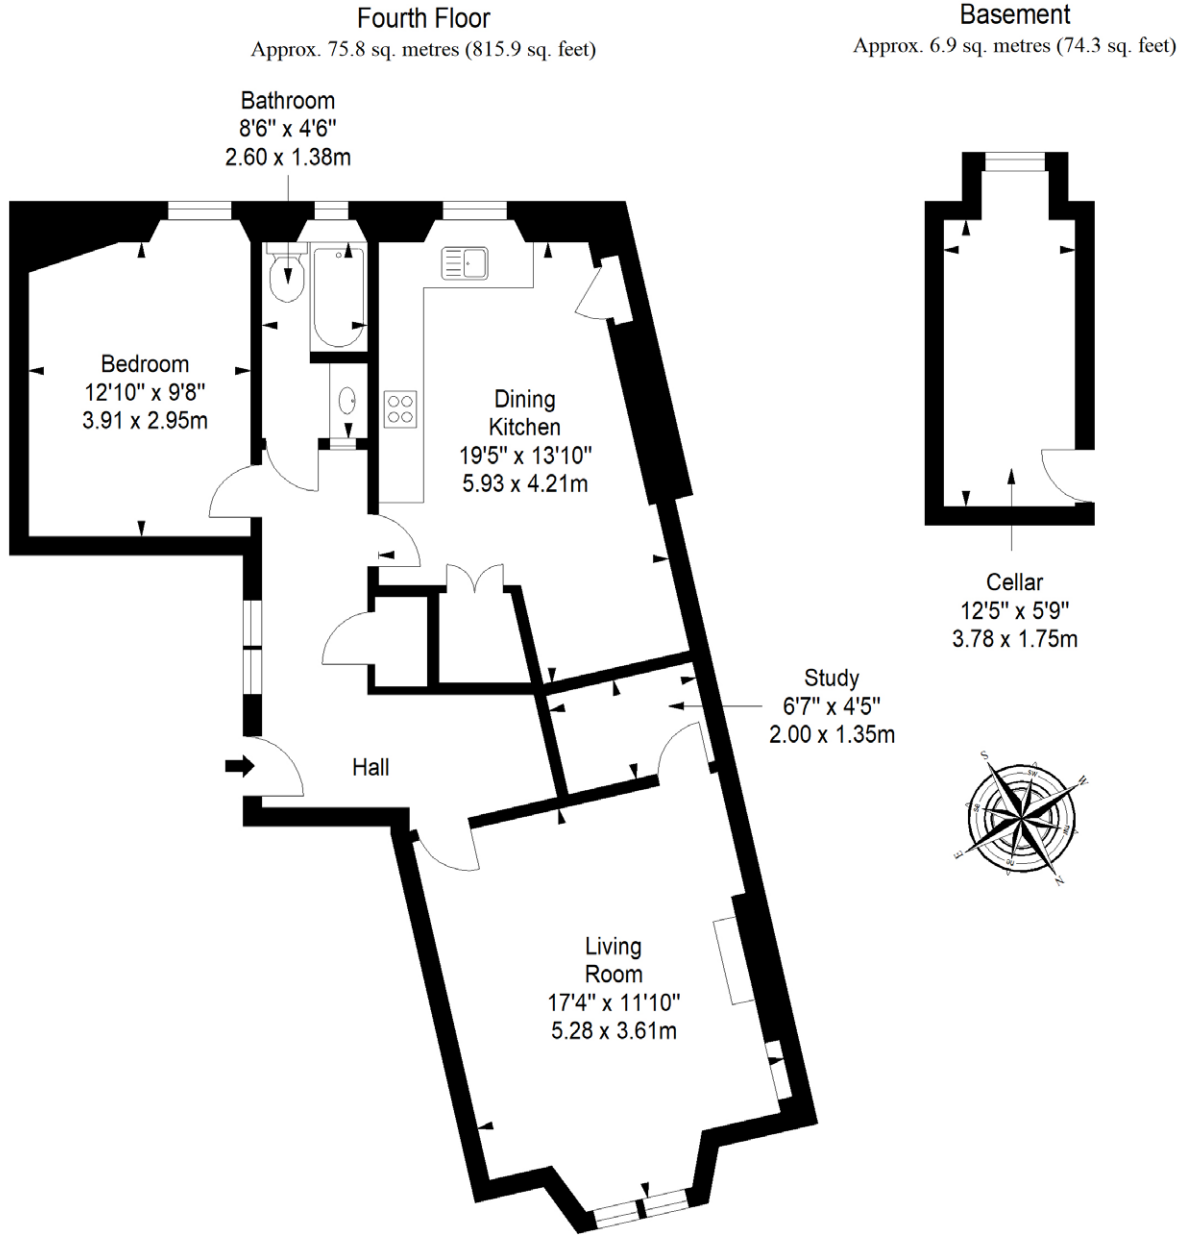 Fourth Floor
Approx. 75.8 sq. metres (815.9 sq. feet)
Basement
Approx. 6.9 sq. metres (74.3 sq. feet)
Bathroom
8'6" x 4'6"
2.60 x 1.38m
Bedroom
12'10" x 9'8"
3.91 x 2.95m
Dining
Kitchen
19'5" x 13'10"
5.93 x 4.21m
Cellar
12'5" x 5'9"
3.78 x 1.75m
Study
6'7" x 4'5"
2.00 x 1.35m
Hall
Living
Room
17'4" x 11'10"
5.28 x 3.61m
S
SW
W
SE
NW
E
NE
N